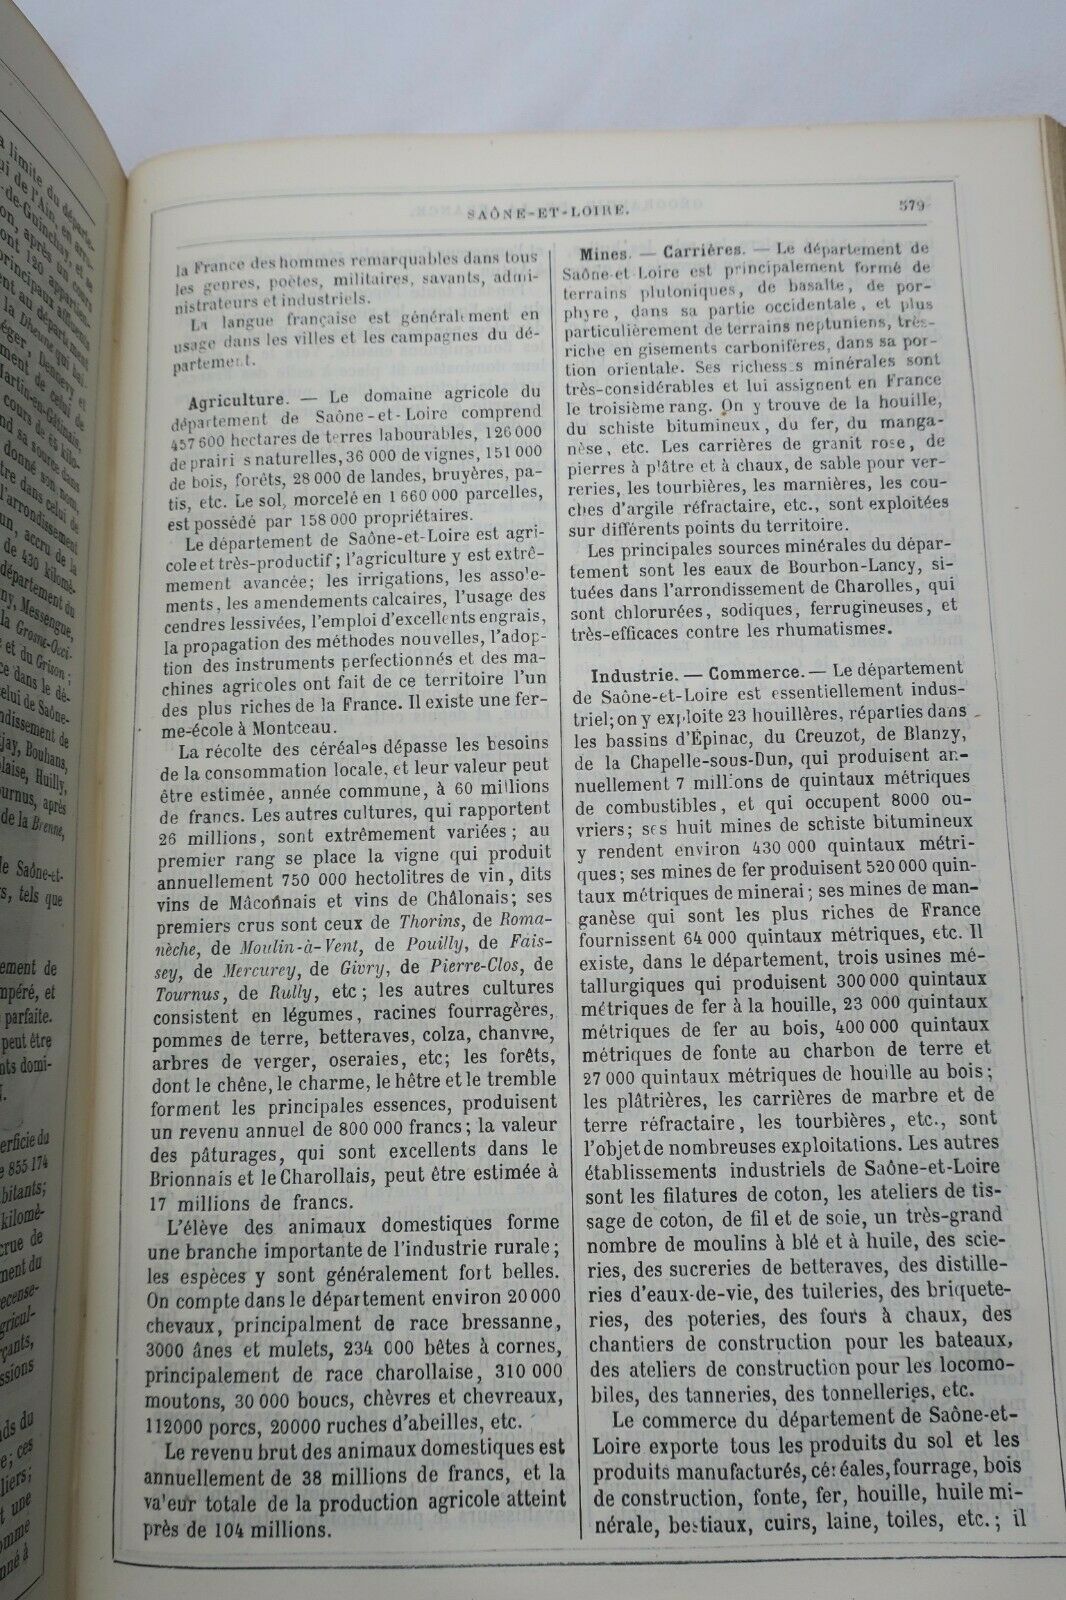 SAÔNE-ET-LOIRE.
579
la France des hommes remarquables dans tous
les genres, poëtes, militaires, savants, admi-
nistrateurs et industriels.
La langue française est généralement en
usage dans les villes et les campagnes du dé-
partement.
Agriculture. — Le domaine agricole du
département de Saône-et-Loire comprend
457 600 hectares de terres labourables, 126 000
de prairi s naturelles, 36 000 de vignes, 151 000
de bois, forêts, 28 000 de landes, bruyères, pa-
tis, etc. Le sol, morcelé en 1 660 000 parcelles,
est possédé par 158 000 propriétaires.
Le département de Saône-et-Loire est agri-
cole et très-productif ; l'agriculture y est extrê-
mement avancée ; les irrigations, les assole-
ments, les amendements calcaires, l'usage des
cendres lessivées, l'emploi d'excellents engrais,
la propagation des méthodes nouvelles, l'adop-
tion des instruments perfectionnés et des ma-
chines agricoles ont fait de ce territoire l'un
des plus riches de la France. Il existe une fer-
me-école à Montceau.
La récolte des céréales dépasse les besoins
de la consommation locale, et leur valeur peut
être estimée, année commune, à 60 millions
de francs. Les autres cultures, qui rapportent
26 millions, sont extrêmement variées ; au
premier rang se place la vigne qui produit
annuellement 750 000 hectolitres de vin, dits
vins de Mâconnais et vins de Châlonais ; ses
premiers crus sont ceux de Thorins, de Roma-
nèche, de Moulin-à-Vent, de Pouilly, de Fais-
sey, de Mercurey, de Givry, de Pierre-Clos, de
Tournus, de Rully, etc ; les autres cultures
consistent en légumes, racines fourragères,
pommes de terre, betteraves, colza, chanvre,
arbres de verger, oseraies, etc ; les forêts,
dont le chêne, le charme, le hêtre et le tremble
forment les principales essences, produisent
un revenu annuel de 800 000 francs ; la valeur
des pâturages, qui sont excellents dans le
Brionnais et le Charollais, peut être estimée à
17 millions de francs.
L'élève des animaux domestiques forme
une branche importante de l'industrie rurale ;
les espèces y sont généralement fort belles.
On compte dans le département environ 20 000
chevaux, principalment de race bressanne,
3000 ânes et mulets, 234 000 bêtes à cornes,
principalement de race charollaise, 310 000
moutons, 30 000 boucs, chèvres et chevreaux,
112000 porcs, 20000 ruches d'abeilles, etc.
Le revenu brut des animaux domestiques est
annuellement de 38 millions de francs, et la
valeur totale de la production agricole atteint
près de 104 millions.
Mines. — Carrières. — Le département de
Saône-et Loire est principalement formé de
terrains plutoniques, de basalte, de por-
phyre, dans sa partie occidentale, et plus
particulièrement de terrains neptuniens, très-
riche en gisements carbonifères, dans sa por-
tion orientale. Ses richesses minérales sont
très-considérables et lui assignent en France
le troisième rang. On y trouve de la houille,
du schiste bitumineux, du fer, du manga-
nèse, etc. Les carrières de granit rose, de
pierres à plâtre et à chaux, de sable pour ver-
reries, les tourbières, les marnières, les cou-
ches d'argile réfractaire, etc., sont exploitées
sur différents points du territoire.
Les principales sources minérales du dépar-
tement sont les eaux de Bourbon-Lancy, si-
tuées dans l'arrondissement de Charolles, qui
sont chlorurées, sodiques, ferrugineuses, et
très-efficaces contre les rhumatismes.
Industrie. — Commerce. — Le département
de Saône-et-Loire est essentiellement indus-
triel ; on y exploite 23 houillères, réparties dans
les bassins d'Épinac, du Creuzot, de Blanzy,
de la Chapelle-sous-Dun, qui produisent an-
nuellement 7 millions de quintaux métriques
de combustibles, et qui occupent 8000 ou-
vriers ; ses huit mines de schiste bitumineux
y rendent environ 430 000 quintaux métri-
ques ; ses mines de fer produisent 520 000 quin-
taux métriques de minerai ; ses mines de man-
ganèse qui sont les plus riches de France
fournissent 64 000 quintaux métriques, etc. Il
existe, dans le département, trois usines mé-
tallurgiques qui produisent 300 000 quintaux
métriques de fer à la houille, 23 000 quintaux
métriques de fer au bois, 400 000 quintaux
métriques de fonte au charbon de terre et
27 000 quintaux métriques de houille au bois ;
les plâtrières, les carrières de marbre et de
terre réfractaire, les tourbières, etc., sont
l'objet de nombreuses exploitations. Les autres
établissements industriels de Saône-et-Loire
sont les filatures de coton, les ateliers de tis-
sage de coton, de fil et de soie, un très-grand
nombre de moulins à blé et à huile, des scie-
ries, des sucreries de betteraves, des distille-
ries d'eaux-de-vie, des tuileries, des briquete-
ries, des poteries, des fours à chaux, des
chantiers de construction pour les bateaux,
des ateliers de construction pour les locomo-
biles, des tanneries, des tonnelleries, etc.
Le commerce du département de Saône-et-
Loire exporte tous les produits du sol et les
produits manufacturés, céréales, fourrage, bois
de construction, fonte, fer, houille, huile mi-
nérale, bestiaux, cuirs, laine, toiles, etc. ; il